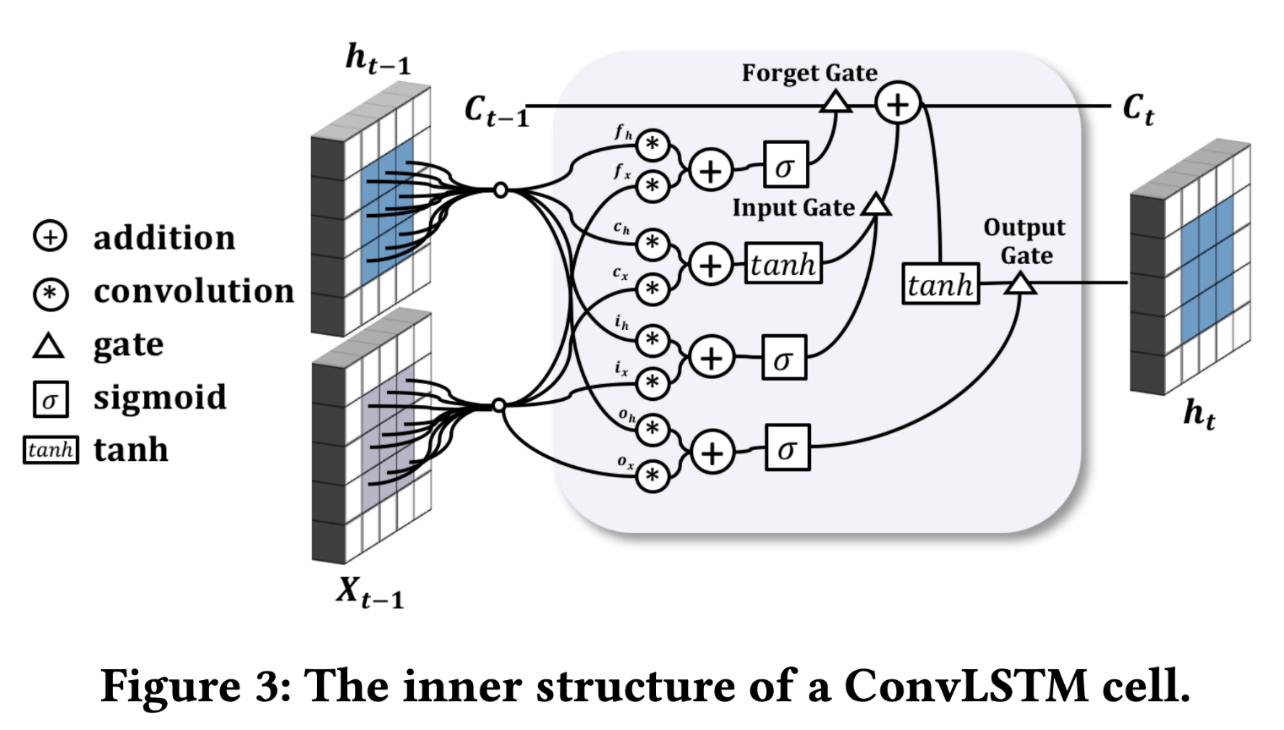 h_{t−1}
C_{t−1}
Forget Gate
C_t
f_h
*
f_x
*
+
σ
+
Input Gate
c_h
*
c_x
*
+
tanh
i_h
*
i_x
*
+
σ
o_h
*
o_x
*
+
σ
tanh
Output
Gate
h_t
X_{t−1}
+ addition
* convolution
gate
σ sigmoid
tanh tanh
Figure 3: The inner structure of a ConvLSTM cell.